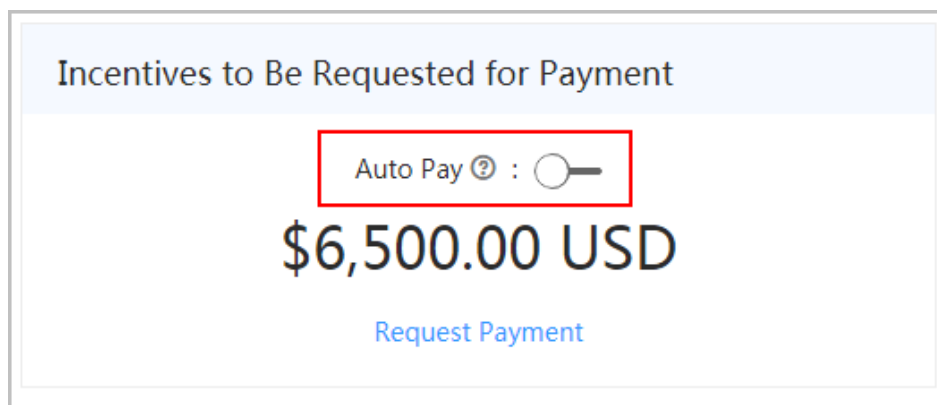 Incentives to Be Requested for Payment
Auto Pay ? :
$6,500.00 USD
Request Payment